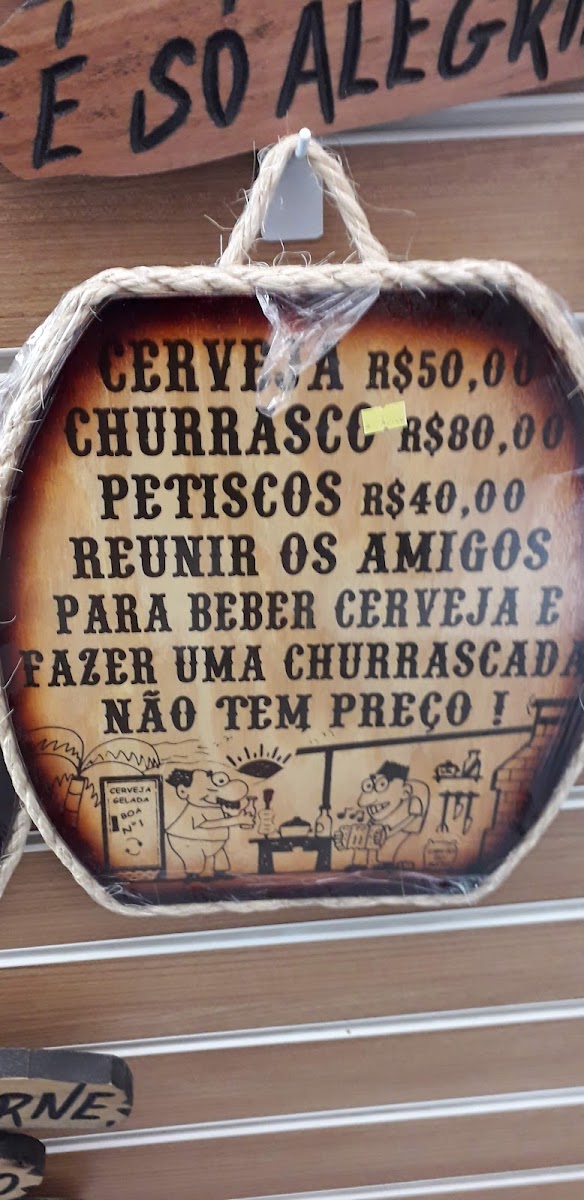 É SÓ ALEGRI
CERVEJA R$50,00
CHURRASCO R$80,00
PETISCOS R$40,00
REUNIR OS AMIGOS
PARA BEBER CERVEJA E
FAZER UMA CHURRASCADA
NÃO TEM PREÇO !
CERVEJA
GELADA
BOA
Nº1
RNE.